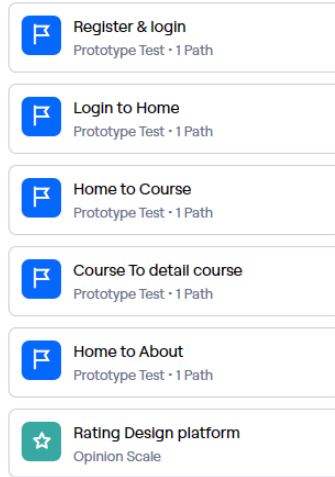 Register & login
Prototype Test · 1 Path
Login to Home
Prototype Test · 1 Path
Home to Course
Prototype Test · 1 Path
Course To detail course
Prototype Test · 1 Path
Home to About
Prototype Test · 1 Path
Rating Design platform
Opinion Scale